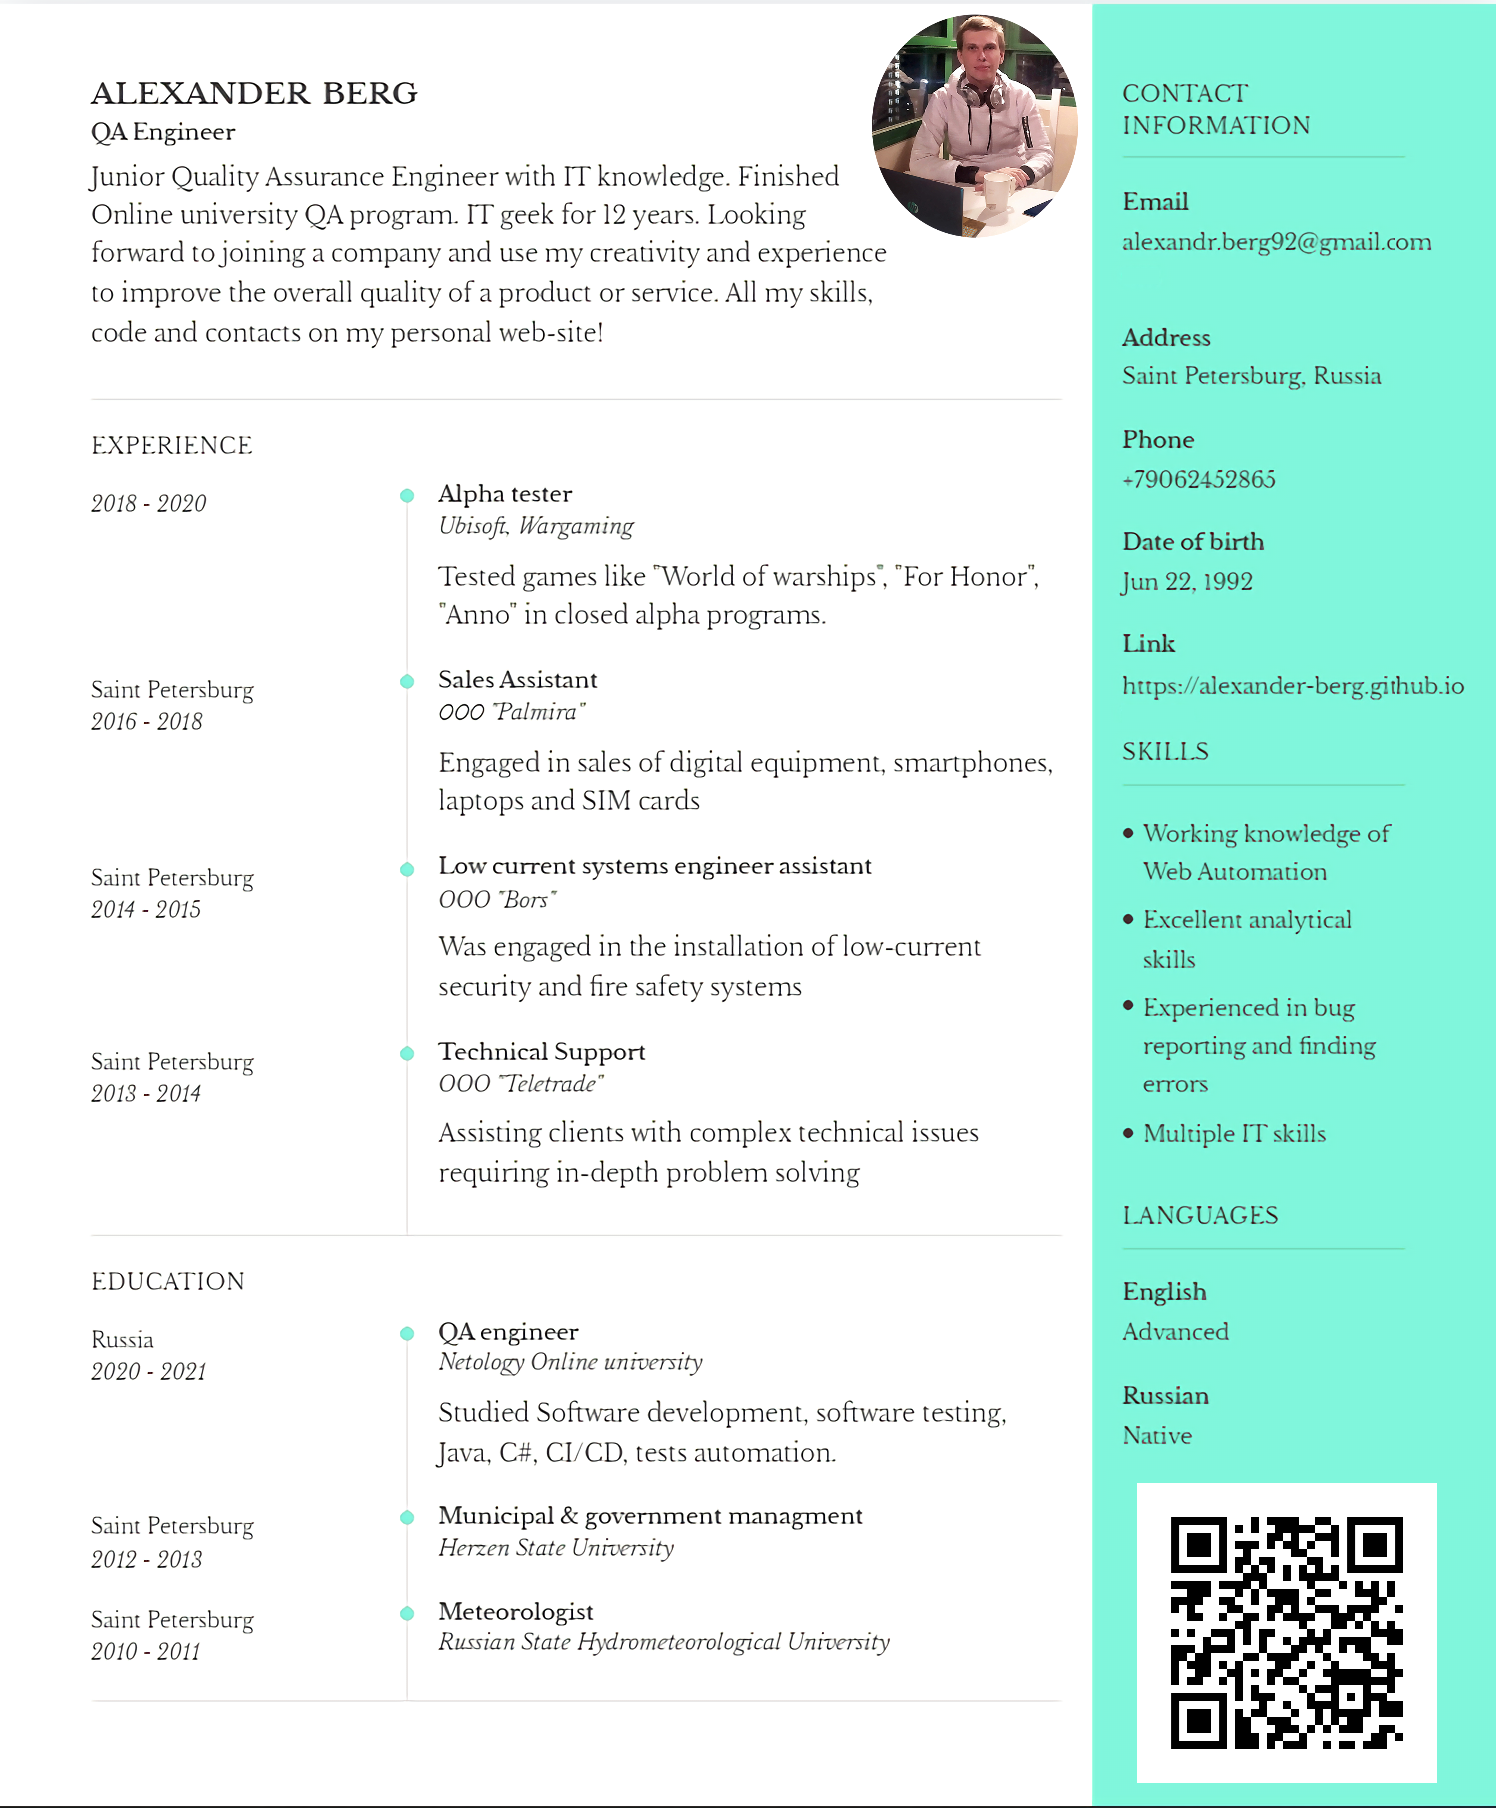 ALEXANDER BERG
QA Engineer
Junior Quality Assurance Engineer with IT knowledge. Finished
Online university QA program. IT geek for 12 years. Looking
forward to joining a company and use my creativity and experience
to improve the overall quality of a product or service. All my skills,
code and contacts on my personal web-site!
EXPERIENCE
2018 - 2020
Alpha tester
Ubisoft, Wargaming
Tested games like "World of warships", "For Honor",
"Anno" in closed alpha programs.
Saint Petersburg
2016 - 2018
Sales Assistant
OOO "Palmira"
Engaged in sales of digital equipment, smartphones,
laptops and SIM cards
Saint Petersburg
2014 - 2015
Low current systems engineer assistant
OOO "Bors"
Was engaged in the installation of low-current
security and fire safety systems
Saint Petersburg
2013 - 2014
Technical Support
OOO "Teletrade"
Assisting clients with complex technical issues
requiring in-depth problem solving
EDUCATION
Russia
2020 - 2021
QA engineer
Netology Online university
Studied Software development, software testing,
Java, C#, CI/CD, tests automation.
Saint Petersburg
2012 - 2013
Municipal & government managment
Herzen State University
Saint Petersburg
2010 - 2011
Meteorologist
Russian State Hydrometeorological University
CONTACT
INFORMATION
Email
alexandr.berg92@gmail.com
Address
Saint Petersburg, Russia
Phone
+79062452865
Date of birth
Jun 22, 1992
Link
https://alexander-berg.github.io
SKILLS
• Working knowledge of
Web Automation
• Excellent analytical
skills
• Experienced in bug
reporting and finding
errors
• Multiple IT skills
LANGUAGES
English
Advanced
Russian
Native